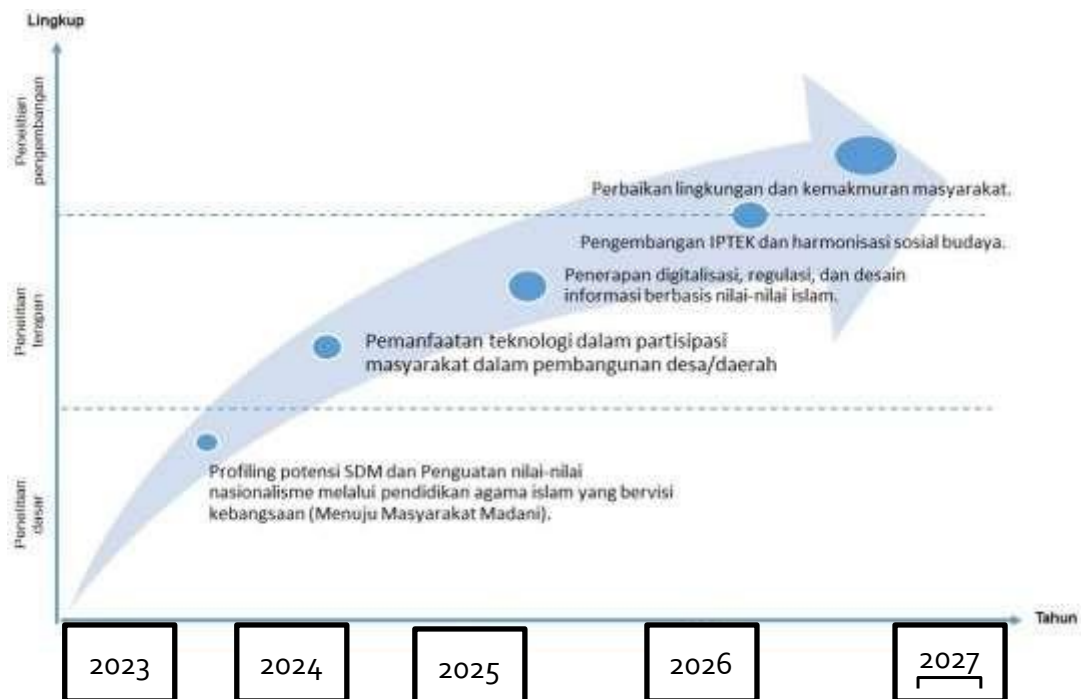 Lingkup
Penelitian
pengembangan
Perbaikan lingkungan dan kemakmuran masyarakat.
Pengembangan IPTEK dan harmonisasi sosial budaya.
Penelitian
terapan
Penerapan digitalisasi, regulasi, dan desain
informasi berbasis nilai-nilai islam.
Pemanfaatan teknologi dalam partisipasi
masyarakat dalam pembangunan desa/daerah
Penelitian
dasar
Profiling potensi SDM dan Penguatan nilai-nilai
nasionalisme melalui pendidikan agama islam yang bervisi
kebangsaan (Menuju Masyarakat Madani).
Tahun
2023
2024
2025
2026
2027